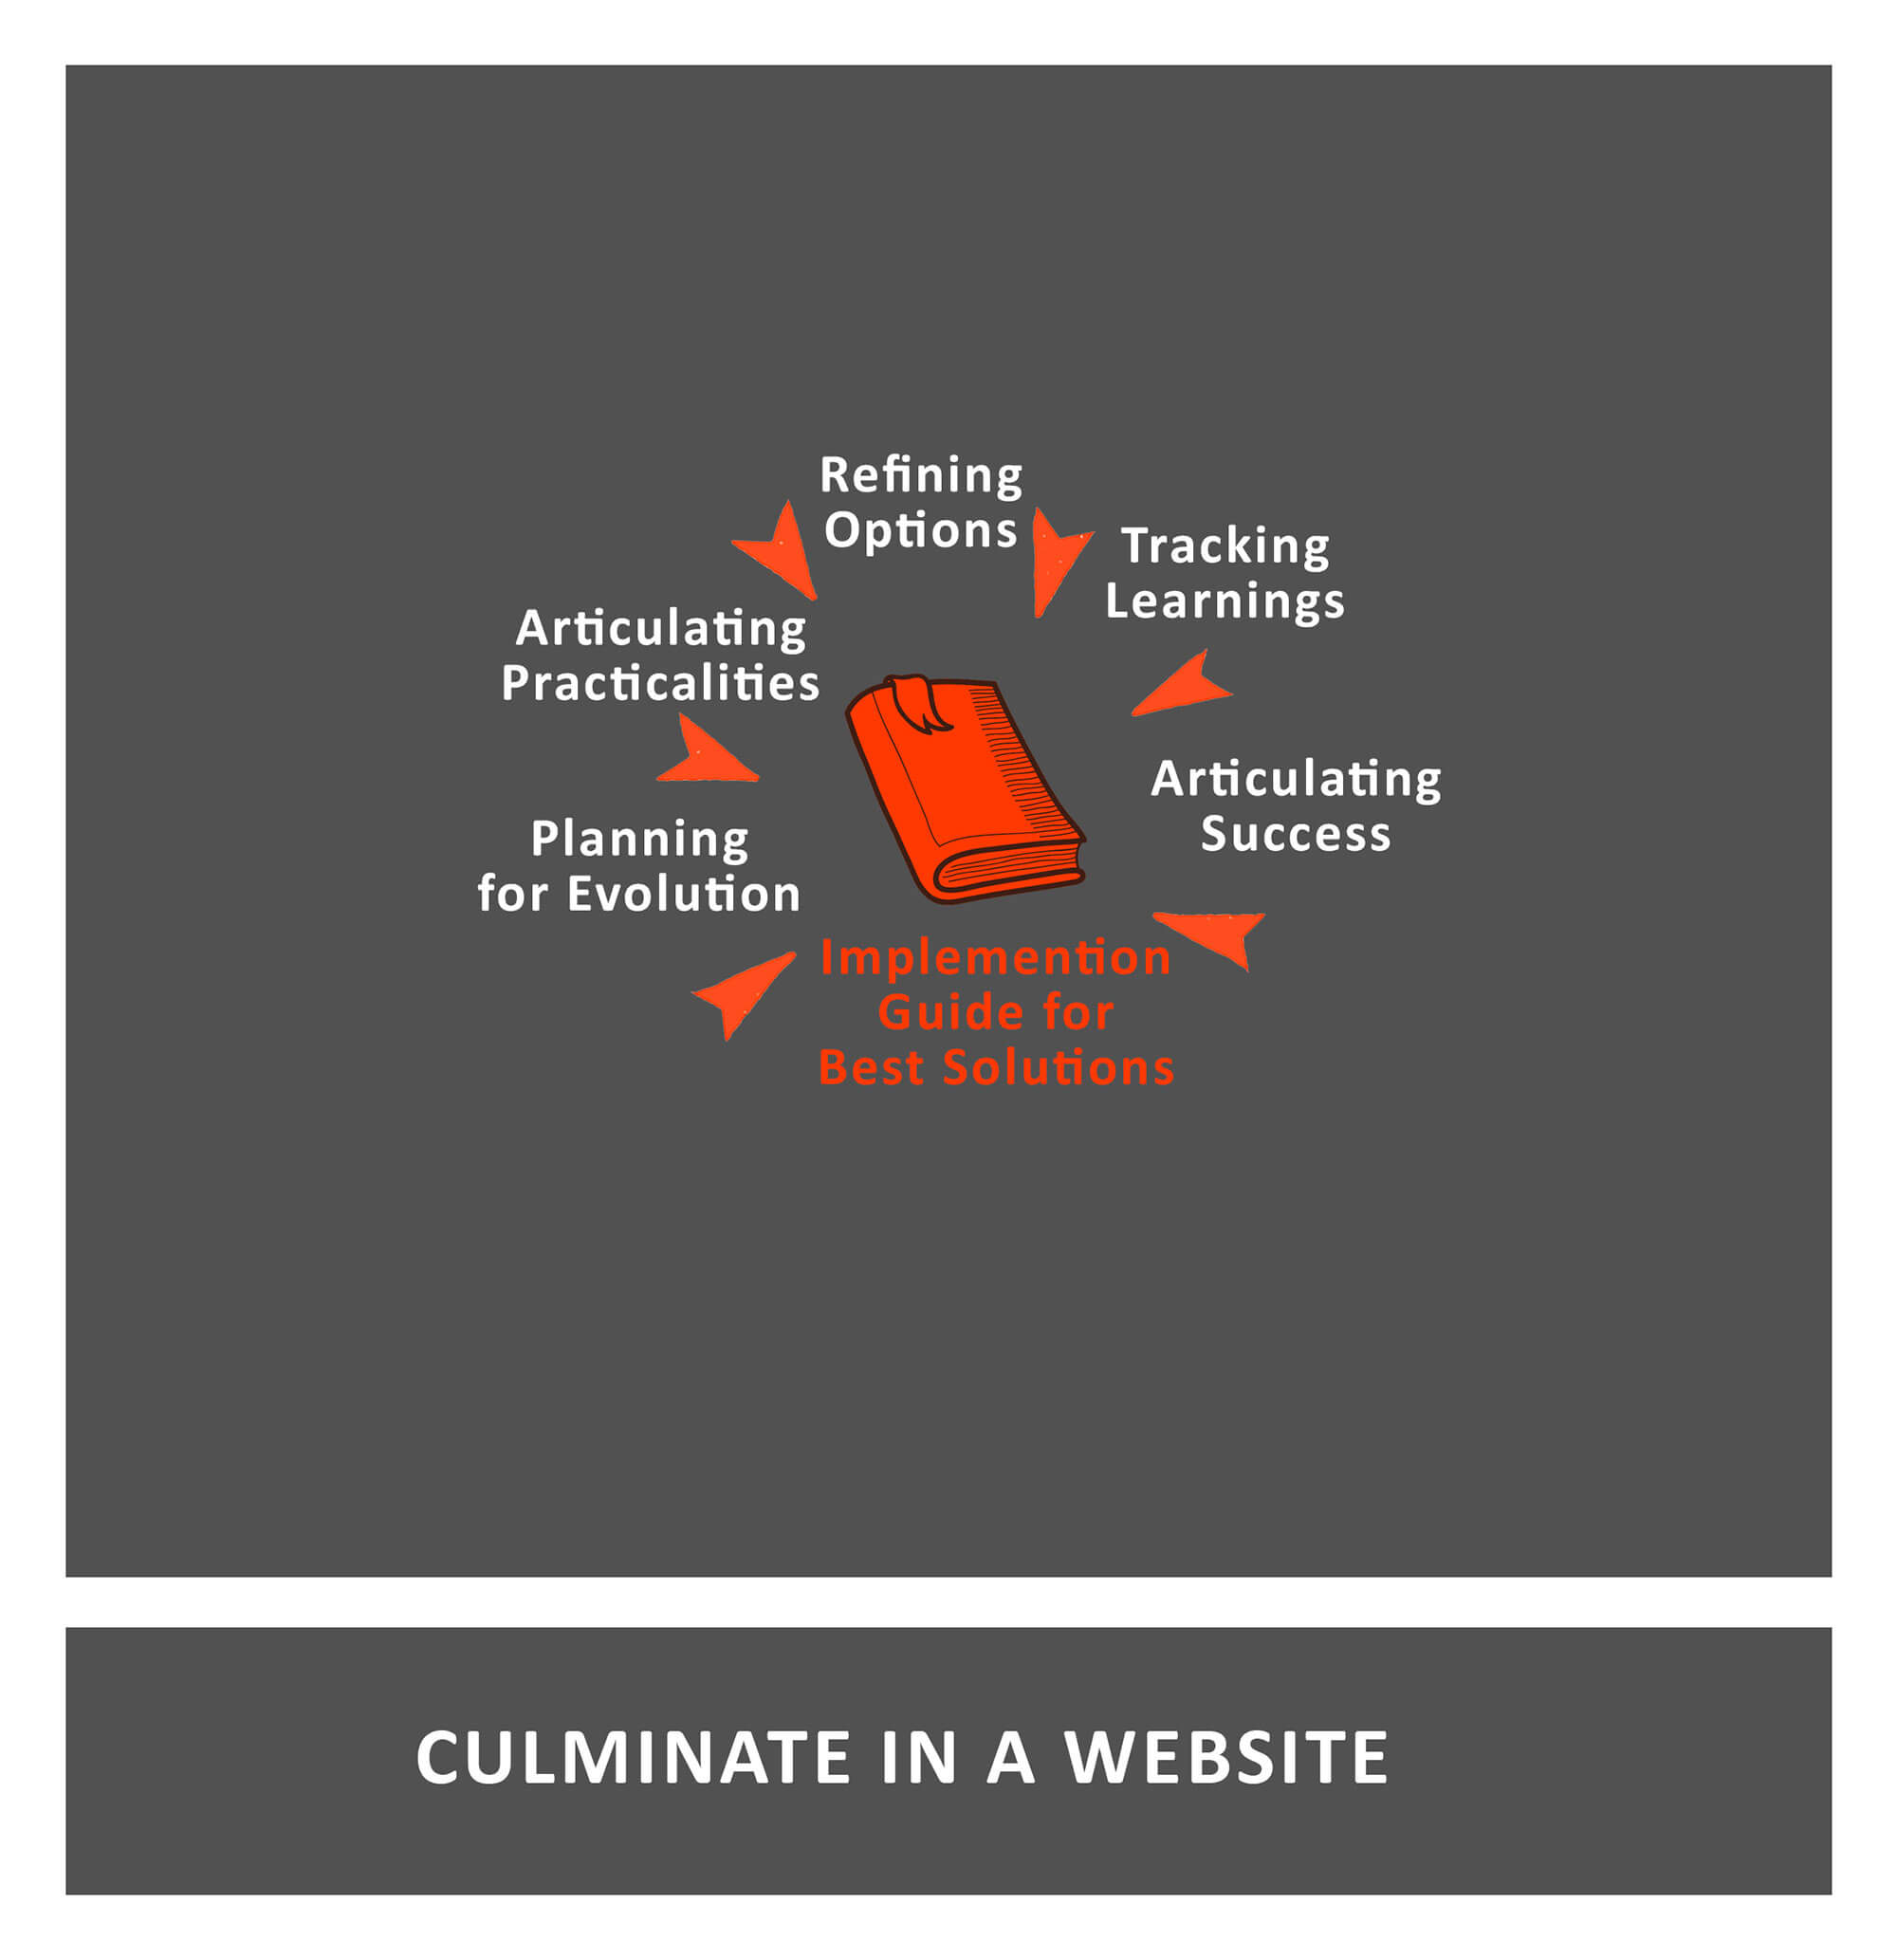 Refining
Options
Tracking
Learnings
Articulating
Practicalities
Articulating
Success
Planning
for Evolution
Implemention
Guide for
Best Solutions
CULMINATE IN A WEBSITE